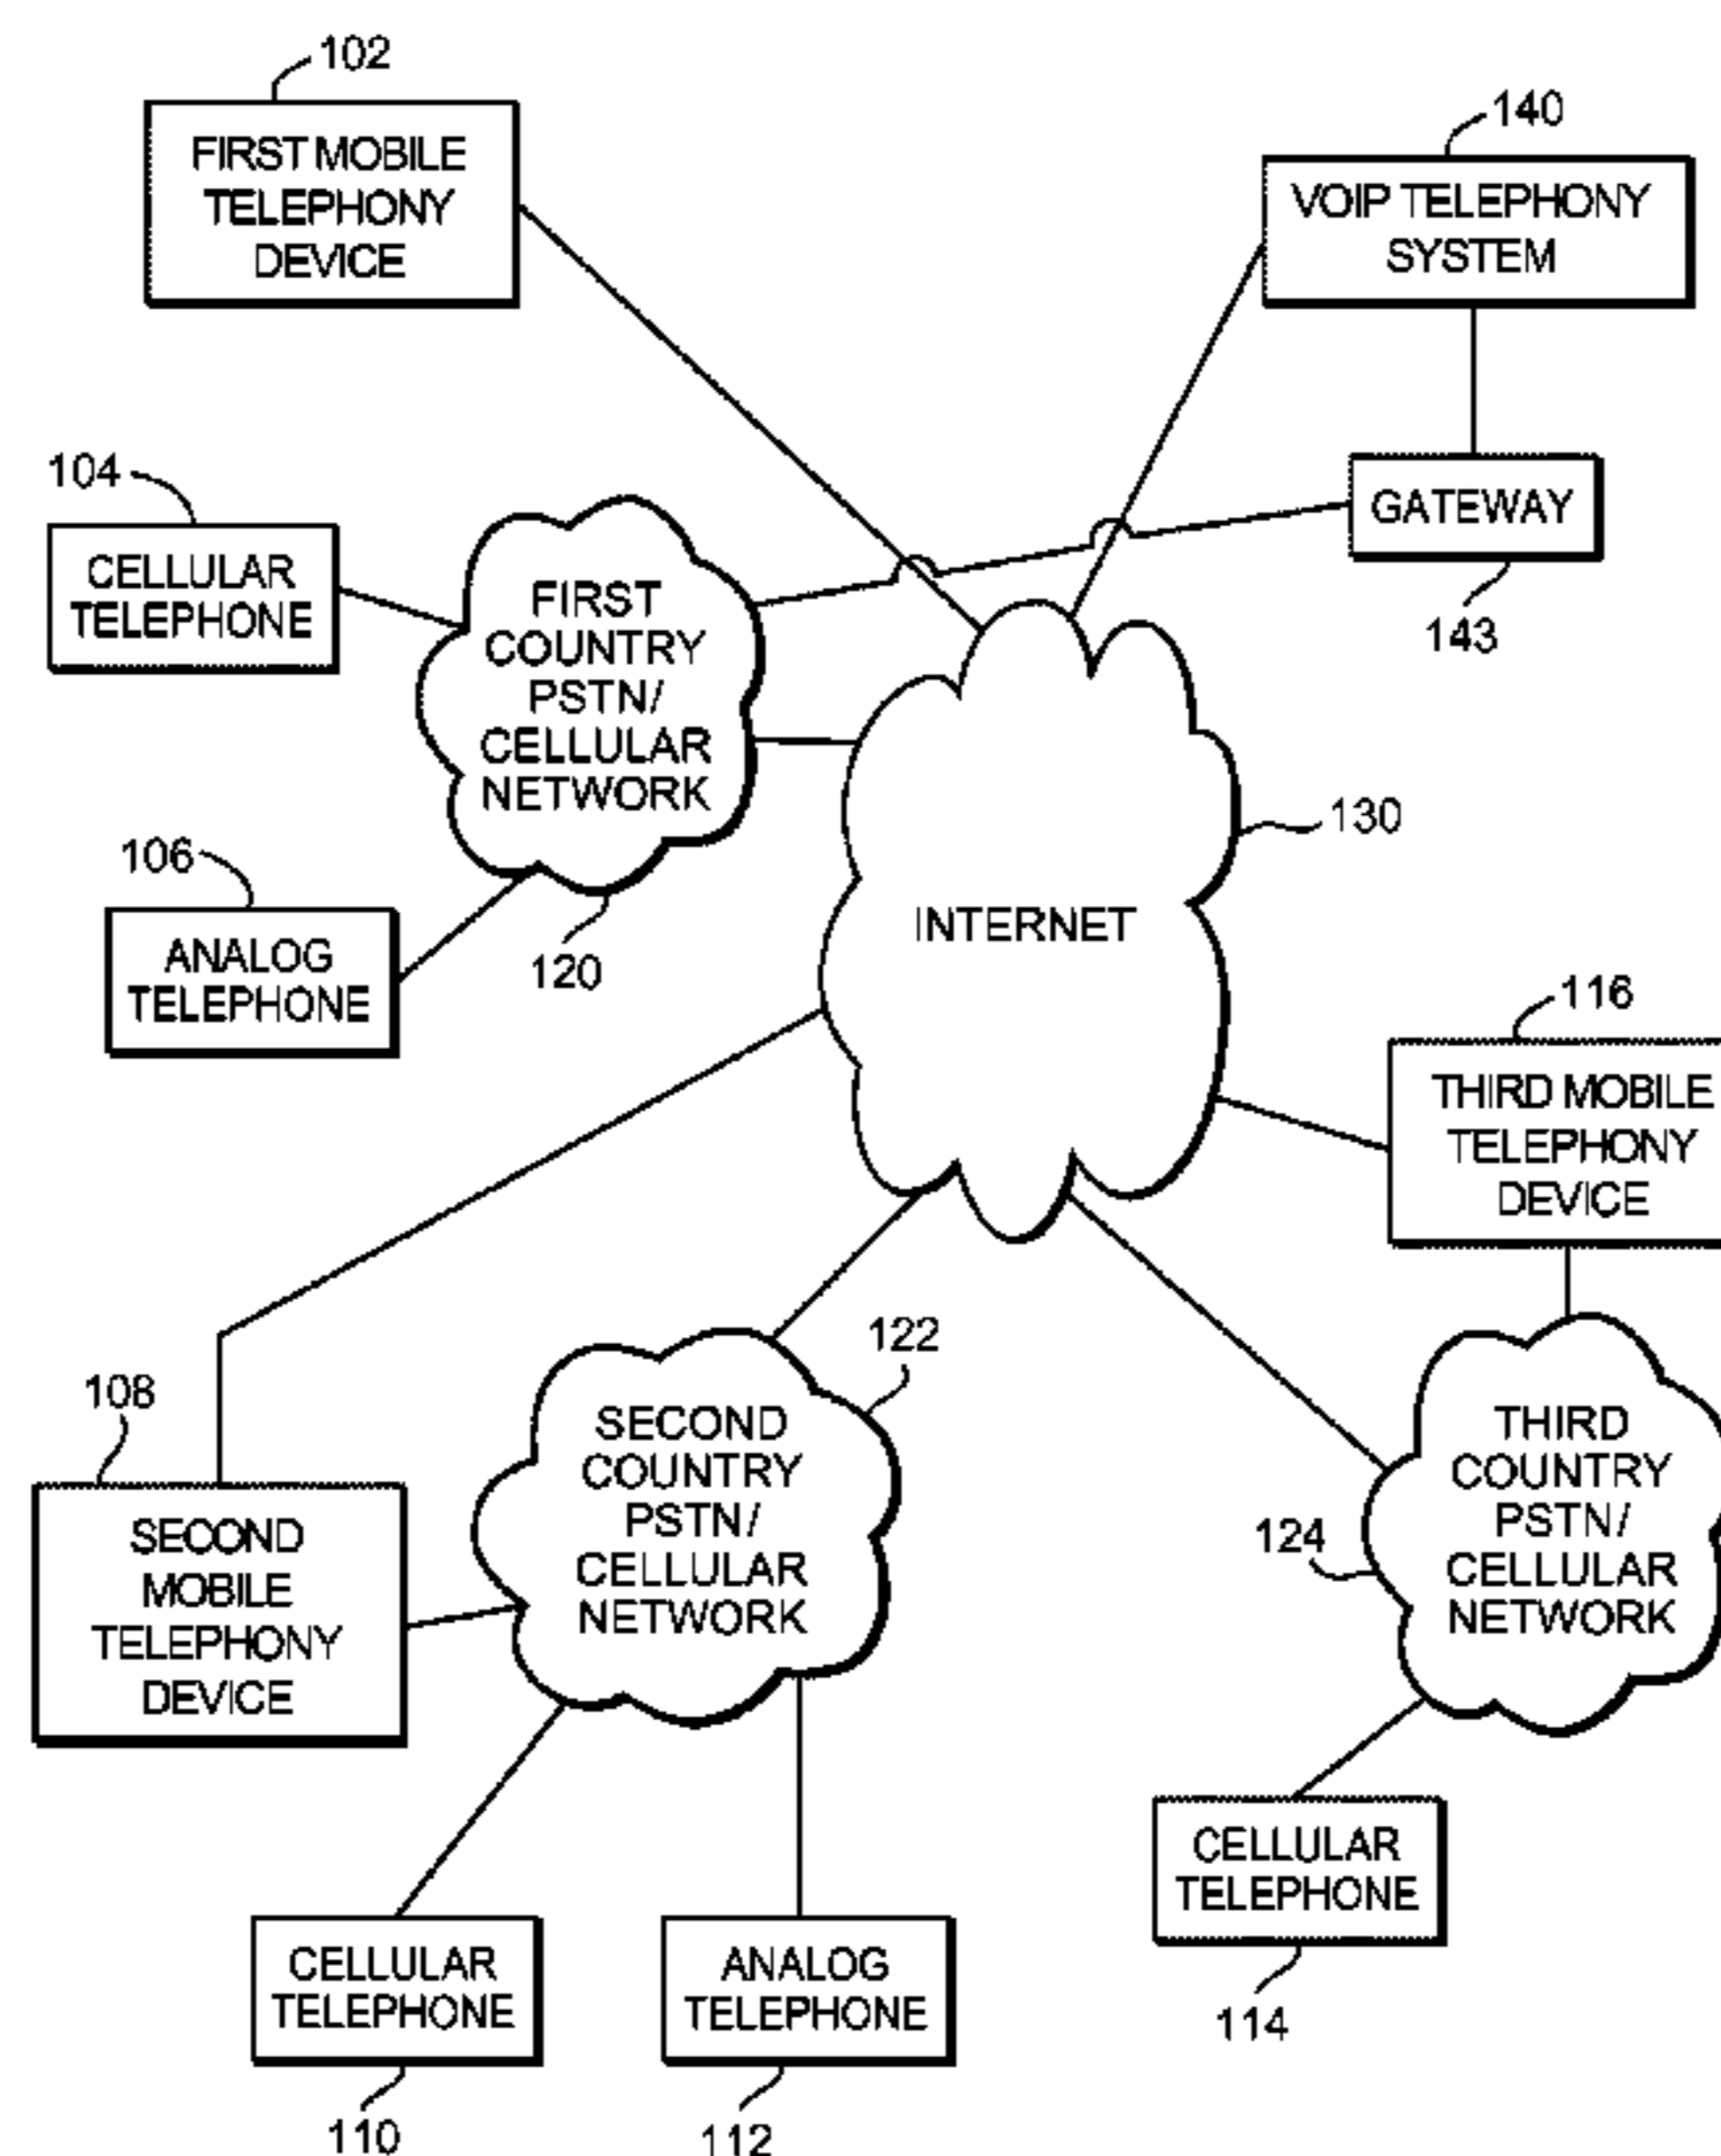 102
FIRST MOBILE
TELEPHONY
DEVICE
140
VOIP TELEPHONY
SYSTEM
104
CELLULAR
TELEPHONE
GATEWAY
143
FIRST
COUNTRY
PSTN/
CELLULAR
NETWORK
120
106
ANALOG
TELEPHONE
130
INTERNET
116
THIRD MOBILE
TELEPHONY
DEVICE
108
SECOND
MOBILE
TELEPHONY
DEVICE
122
SECOND
COUNTRY
PSTN/
CELLULAR
NETWORK
124
THIRD
COUNTRY
PSTN/
CELLULAR
NETWORK
CELLULAR
TELEPHONE
110
ANALOG
TELEPHONE
112
CELLULAR
TELEPHONE
114